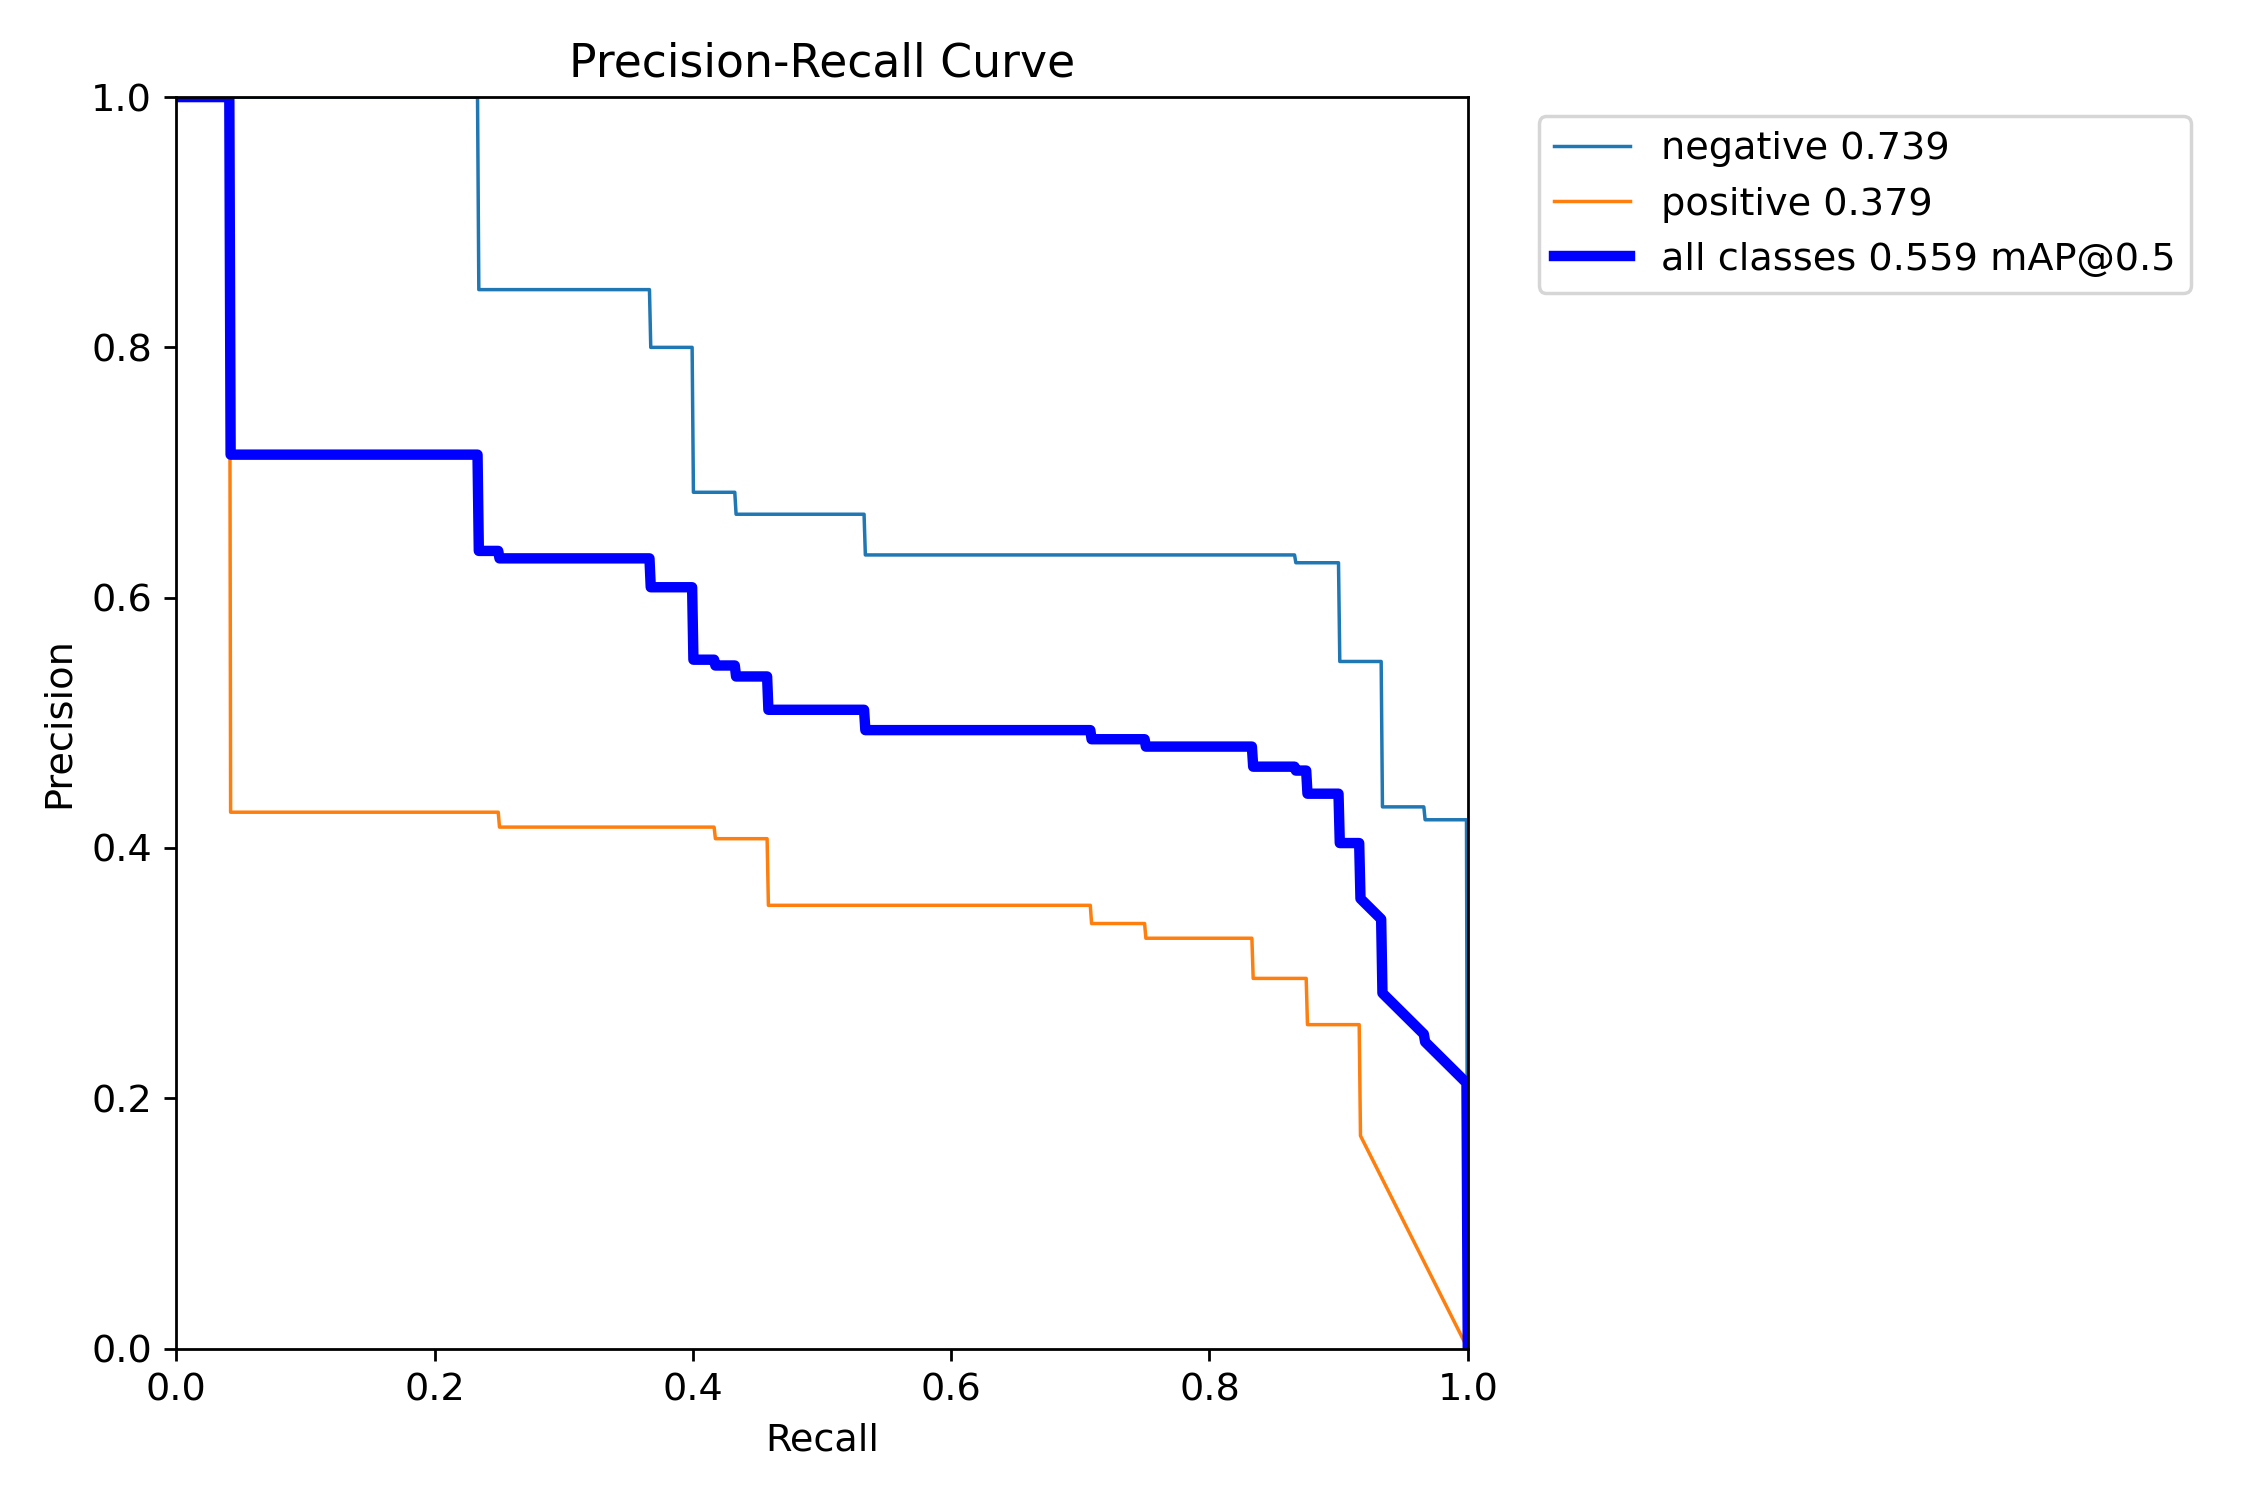 Precision-Recall Curve
1.0
0.8
0.6
0.4
0.2
0.0
Precision
0.0 0.2 0.4 0.6 0.8 1.0
Recall
negative 0.739
positive 0.379
all classes 0.559 mAP@0.5